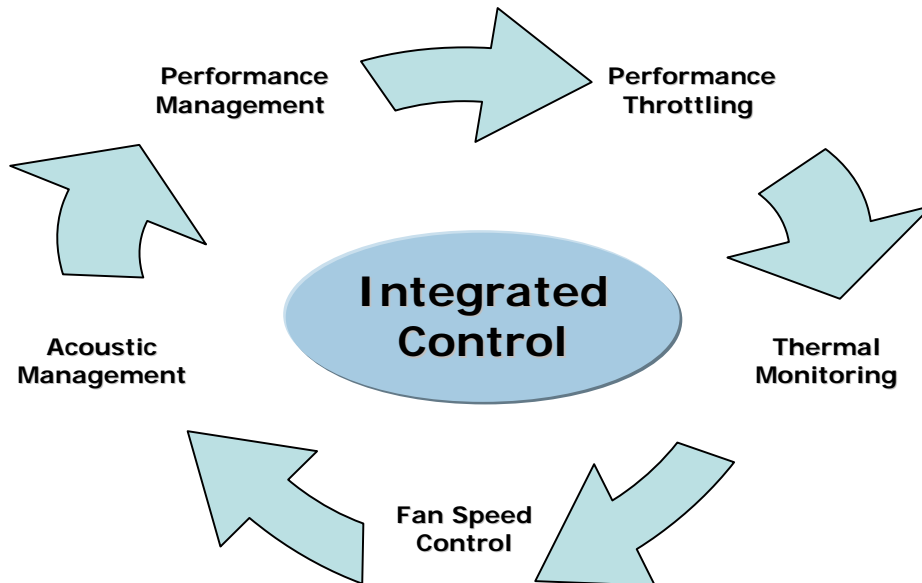 Performance
Management
Performance
Throttling
Integrated
Control
Acoustic
Management
Thermal
Monitoring
Fan Speed
Control